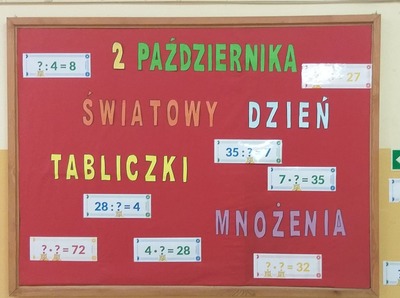 2 PAŹDZIERNIKA
? : 4 = 8
? · ? = 27
ŚWIATOWY DZIEŃ
35 : ? = 7
TABLICZKI
7 · ? = 35
28 : ? = 4
MNOŻENIA
? · ? = 72
4 · ? = 28
? · ? = 32